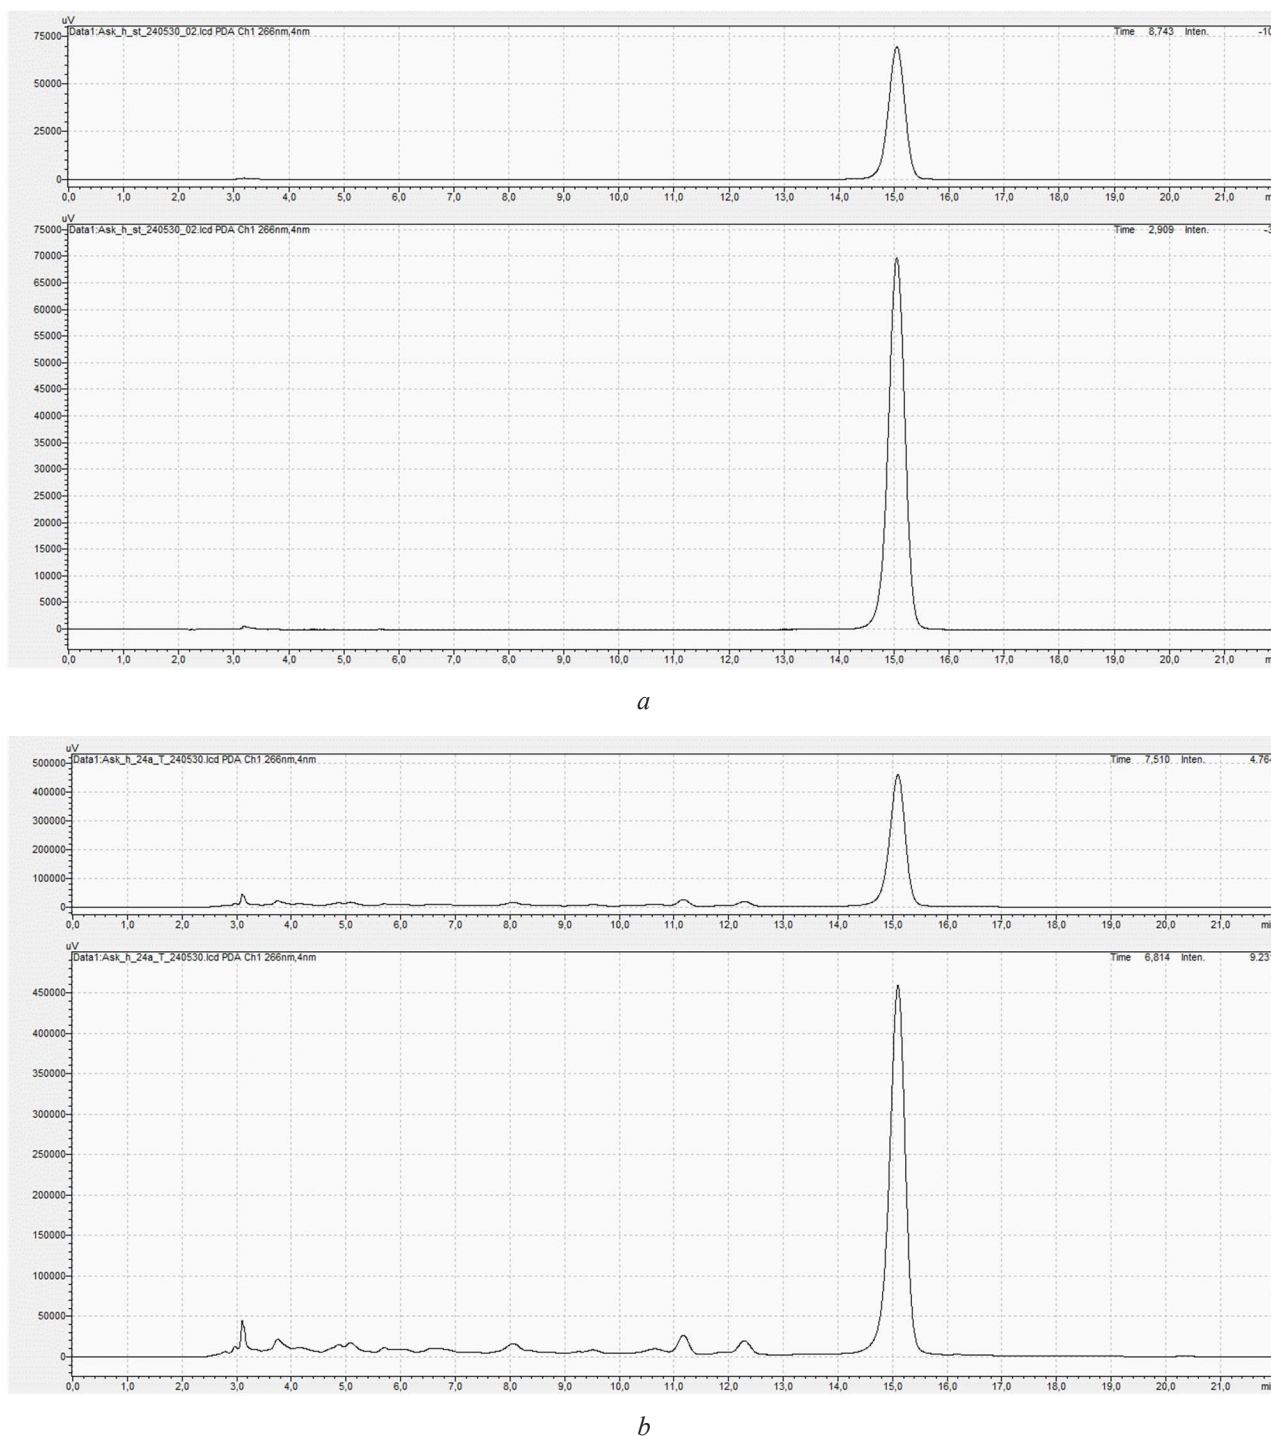 uV
Data1:Ask_h_st_240530_02.lcd PDA Ch1 266nm,4nm Time 8,743 Inten. -10
75000
50000
25000
0
0,0 1,0 2,0 3,0 4,0 5,0 6,0 7,0 8,0 9,0 10,0 11,0 12,0 13,0 14,0 15,0 16,0 17,0 18,0 19,0 20,0 21,0 m
uV
Data1:Ask_h_st_240530_02.lcd PDA Ch1 266nm,4nm Time 2,909 Inten. -3
75000
70000
65000
60000
55000
50000
45000
40000
35000
30000
25000
20000
15000
10000
5000
0
0,0 1,0 2,0 3,0 4,0 5,0 6,0 7,0 8,0 9,0 10,0 11,0 12,0 13,0 14,0 15,0 16,0 17,0 18,0 19,0 20,0 21,0 m
a
uV
Data1:Ask_h_24a_T_240530.lcd PDA Ch1 266nm,4nm Time 7,510 Inten. 4.764
500000
400000
300000
200000
100000
0
0,0 1,0 2,0 3,0 4,0 5,0 6,0 7,0 8,0 9,0 10,0 11,0 12,0 13,0 14,0 15,0 16,0 17,0 18,0 19,0 20,0 21,0 mi
uV
Data1:Ask_h_24a_T_240530.lcd PDA Ch1 266nm,4nm Time 6,814 Inten. 9.231
450000
400000
350000
300000
250000
200000
150000
100000
50000
0
0,0 1,0 2,0 3,0 4,0 5,0 6,0 7,0 8,0 9,0 10,0 11,0 12,0 13,0 14,0 15,0 16,0 17,0 18,0 19,0 20,0 21,0 mi
b